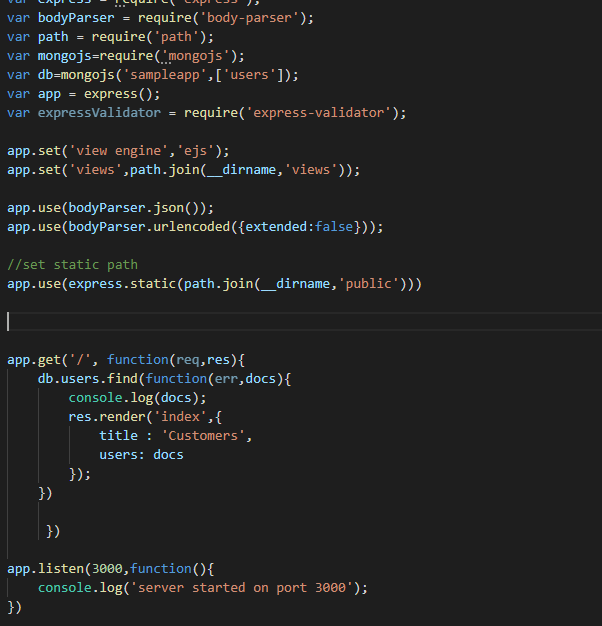 var express = require('express');
var bodyParser = require('body-parser');
var path = require('path');
var mongojs=require('mongojs');
var db=mongojs('sampleapp',['users']);
var app = express();
var expressValidator = require('express-validator');
app.set('view engine','ejs');
app.set('views',path.join(__dirname,'views'));
app.use(bodyParser.json());
app.use(bodyParser.urlencoded({extended:false}));
//set static path
app.use(express.static(path.join(__dirname,'public')))
app.get('/', function(req,res){
    db.users.find(function(err,docs){
        console.log(docs);
        res.render('index',{
            title : 'Customers',
            users: docs
        });
    })
     })
app.listen(3000,function(){
    console.log('server started on port 3000');
})